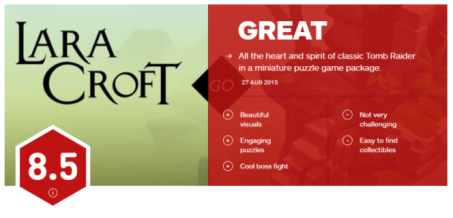 LARA
CROFT
GO
GREAT
All the heart and spirit of classic Tomb Raider
in a miniature puzzle game package.
27 AUG 2015
Beautiful
visuals
Engaging
puzzles
Cool boss fight
Not very
challenging
Easy to find
collectibles
8.5